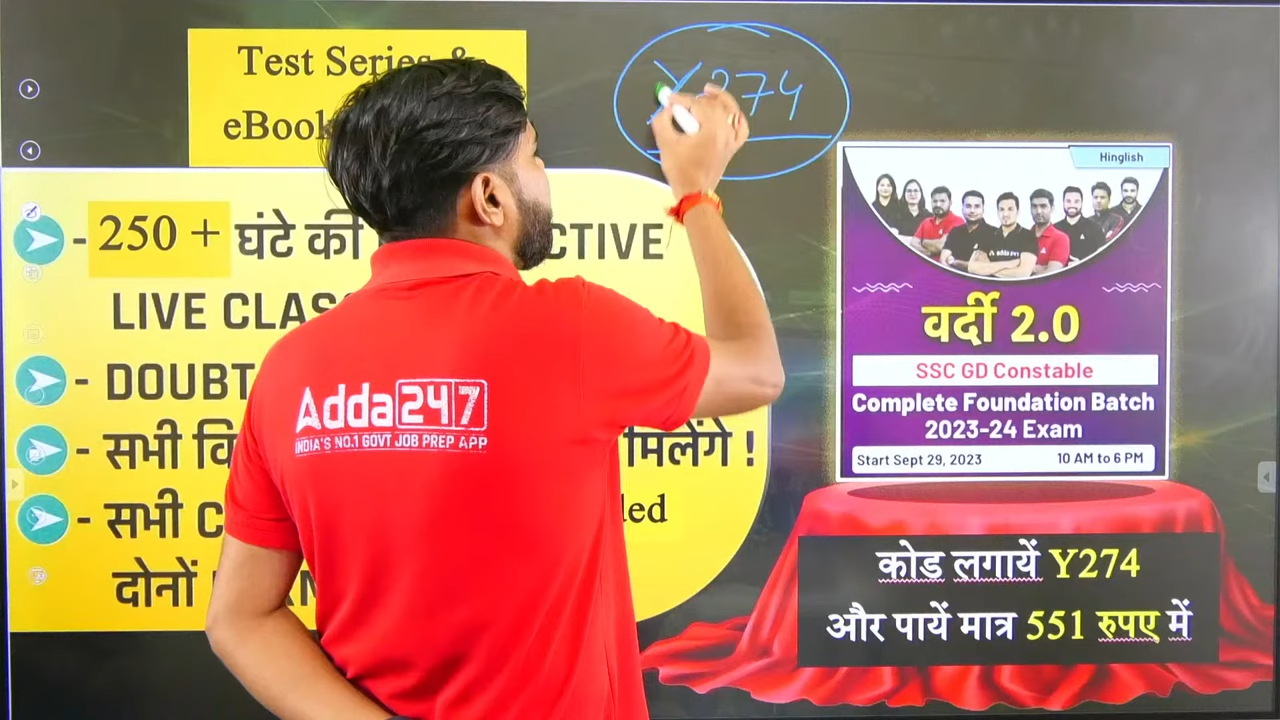 Test Series &
eBook
Y274
- 250 + घंटे की CTIVE
LIVE CLAS
- DOUBT
- सभी वि मिलेंगे !
- सभी C led
दोनों
Adda247
INDIA'S NO.1 GOVT JOB PREP APP
Hinglish
वर्दी 2.0
SSC GD Constable
Complete Foundation Batch
2023-24 Exam
Start Sept 29, 2023 10 AM to 6 PM
कोड लगायें Y274
और पायें मात्र 551 रुपए में